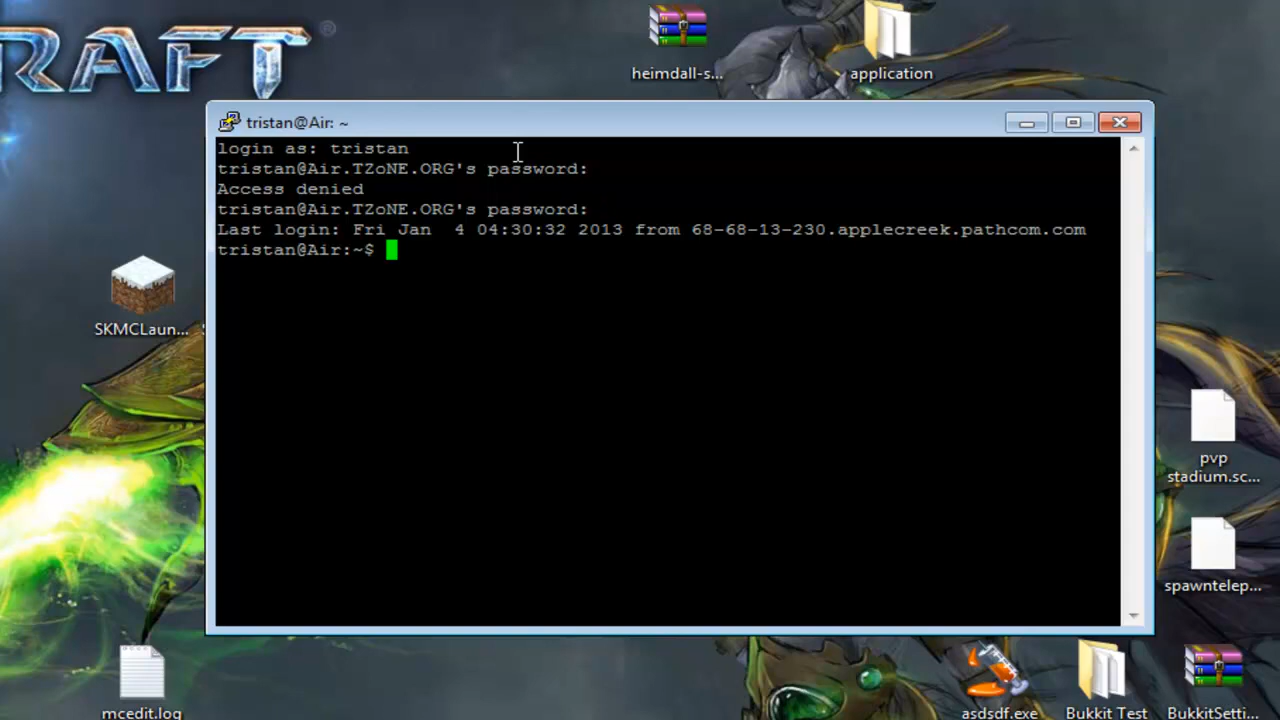 RAFT®
heimdall-s...
application
tristan@Air: ~
login as: tristan
tristan@Air.TZoNE.ORG's password:
Access denied
tristan@Air.TZoNE.ORG's password:
Last login: Fri Jan  4 04:30:32 2013 from 68-68-13-230.applecreek.pathcom.com
tristan@Air:~$
SKMCLaun...
pvp
stadium.sc...
spawntelep...
mcedit.log
asdsdf.exe
Bukkit Test
BukkitSetti...